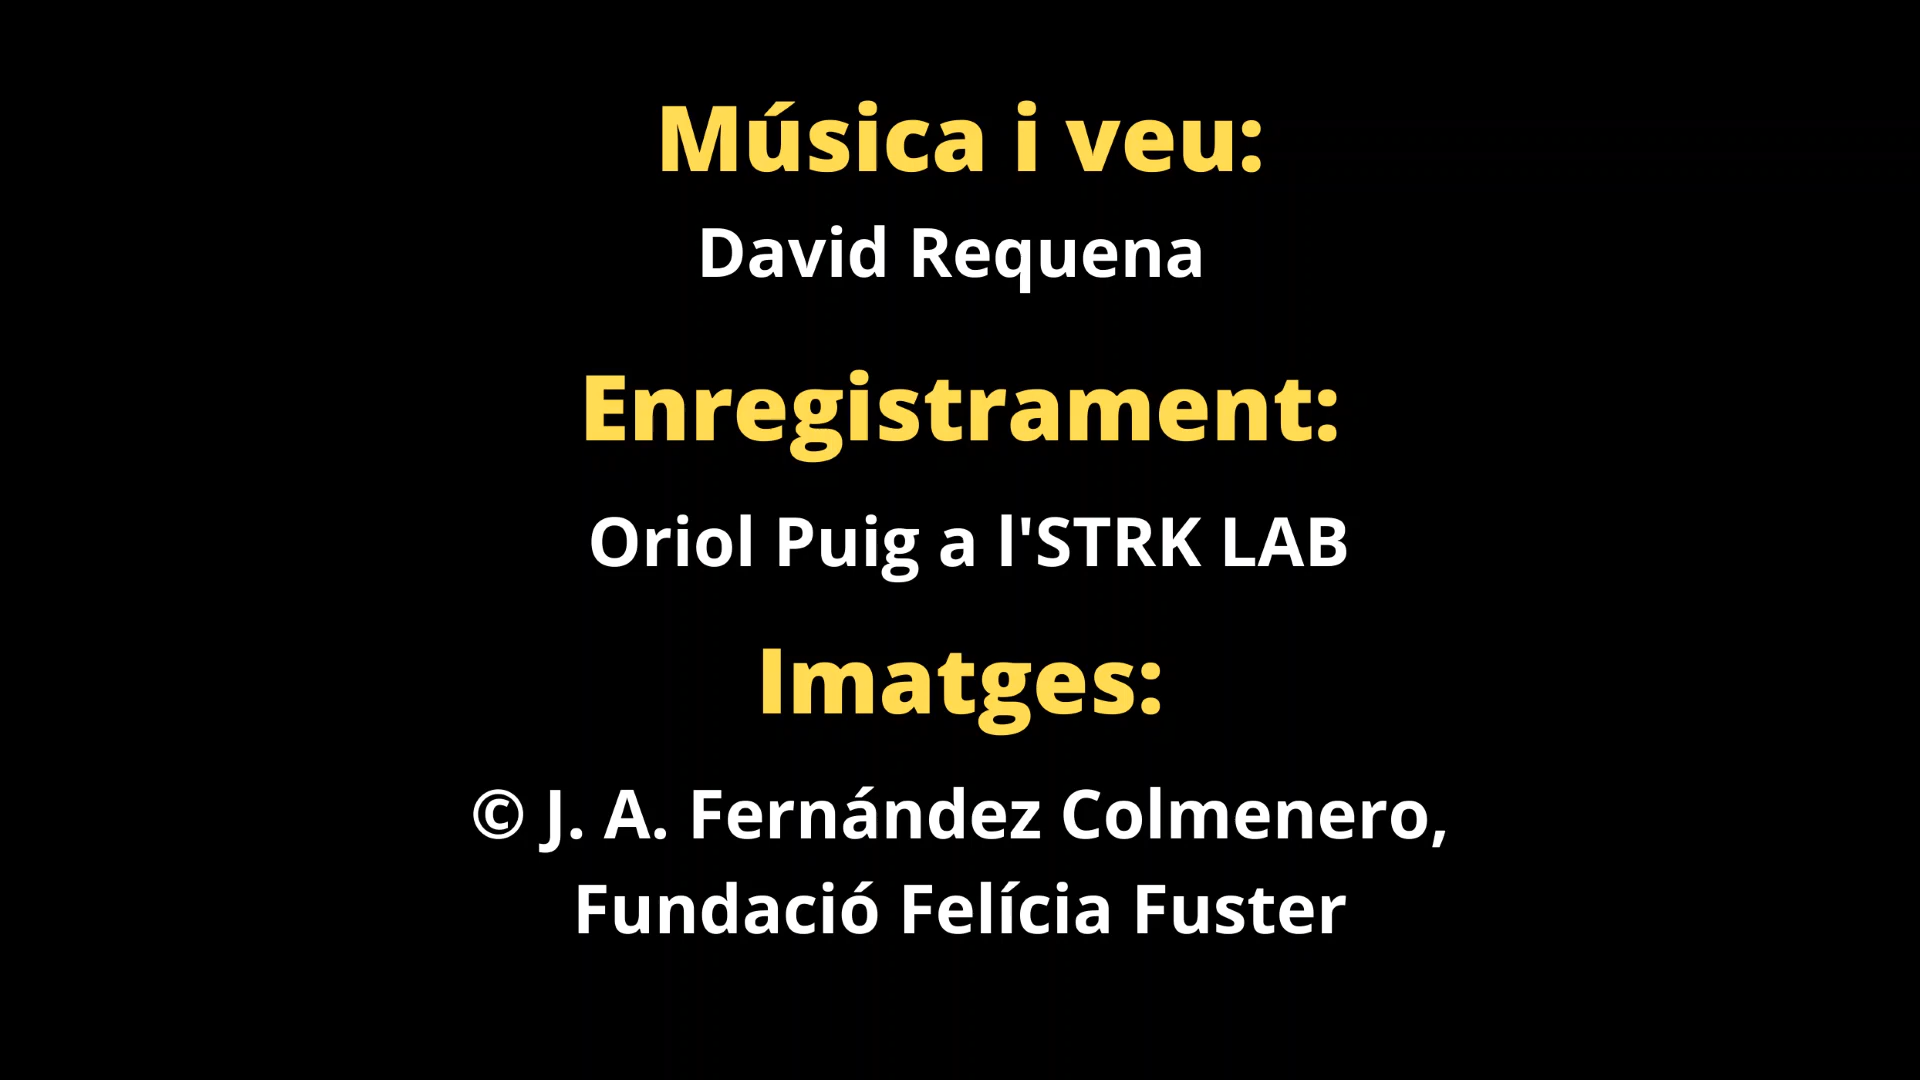 Música i veu:
David Requena
Enregistrament:
Oriol Puig a l'STRK LAB
Imatges:
© J. A. Fernández Colmenero,
Fundació Felícia Fuster